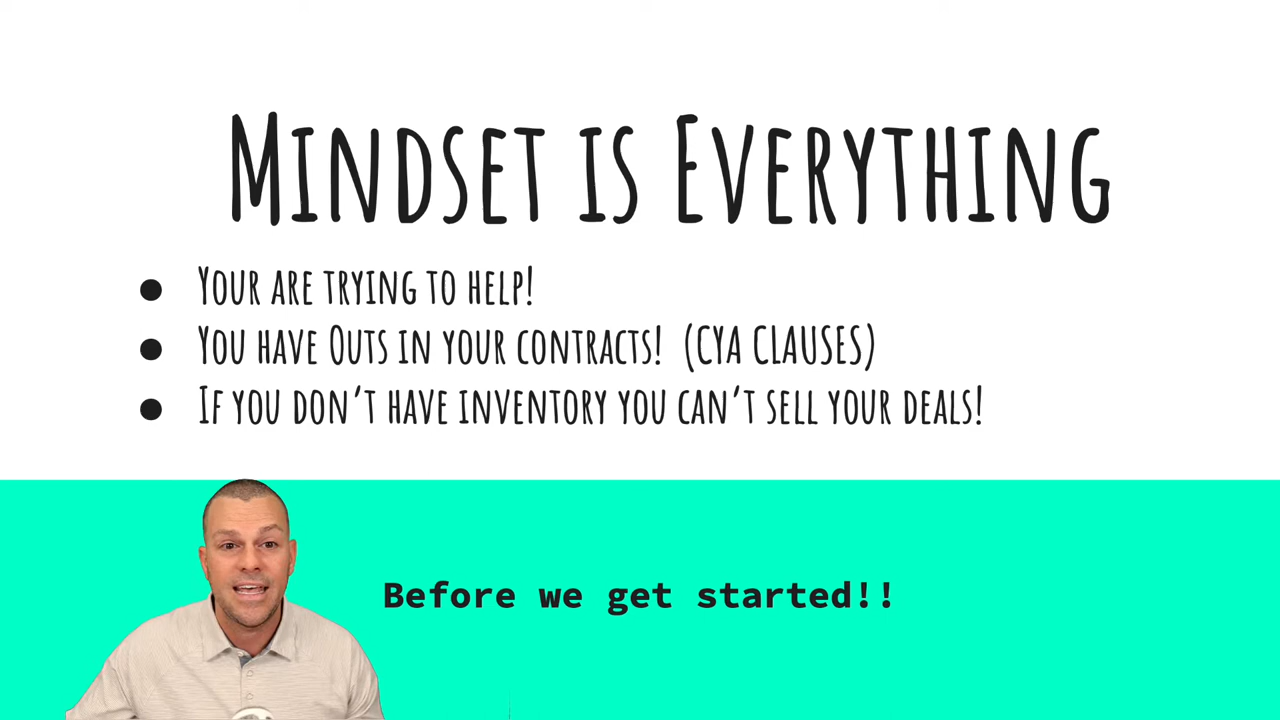 Mindset is Everything
● Your are trying to help!
● You have Outs in your contracts! (CYA CLAUSES)
● If you don't have inventory you can't sell your deals!
Before we get started!!